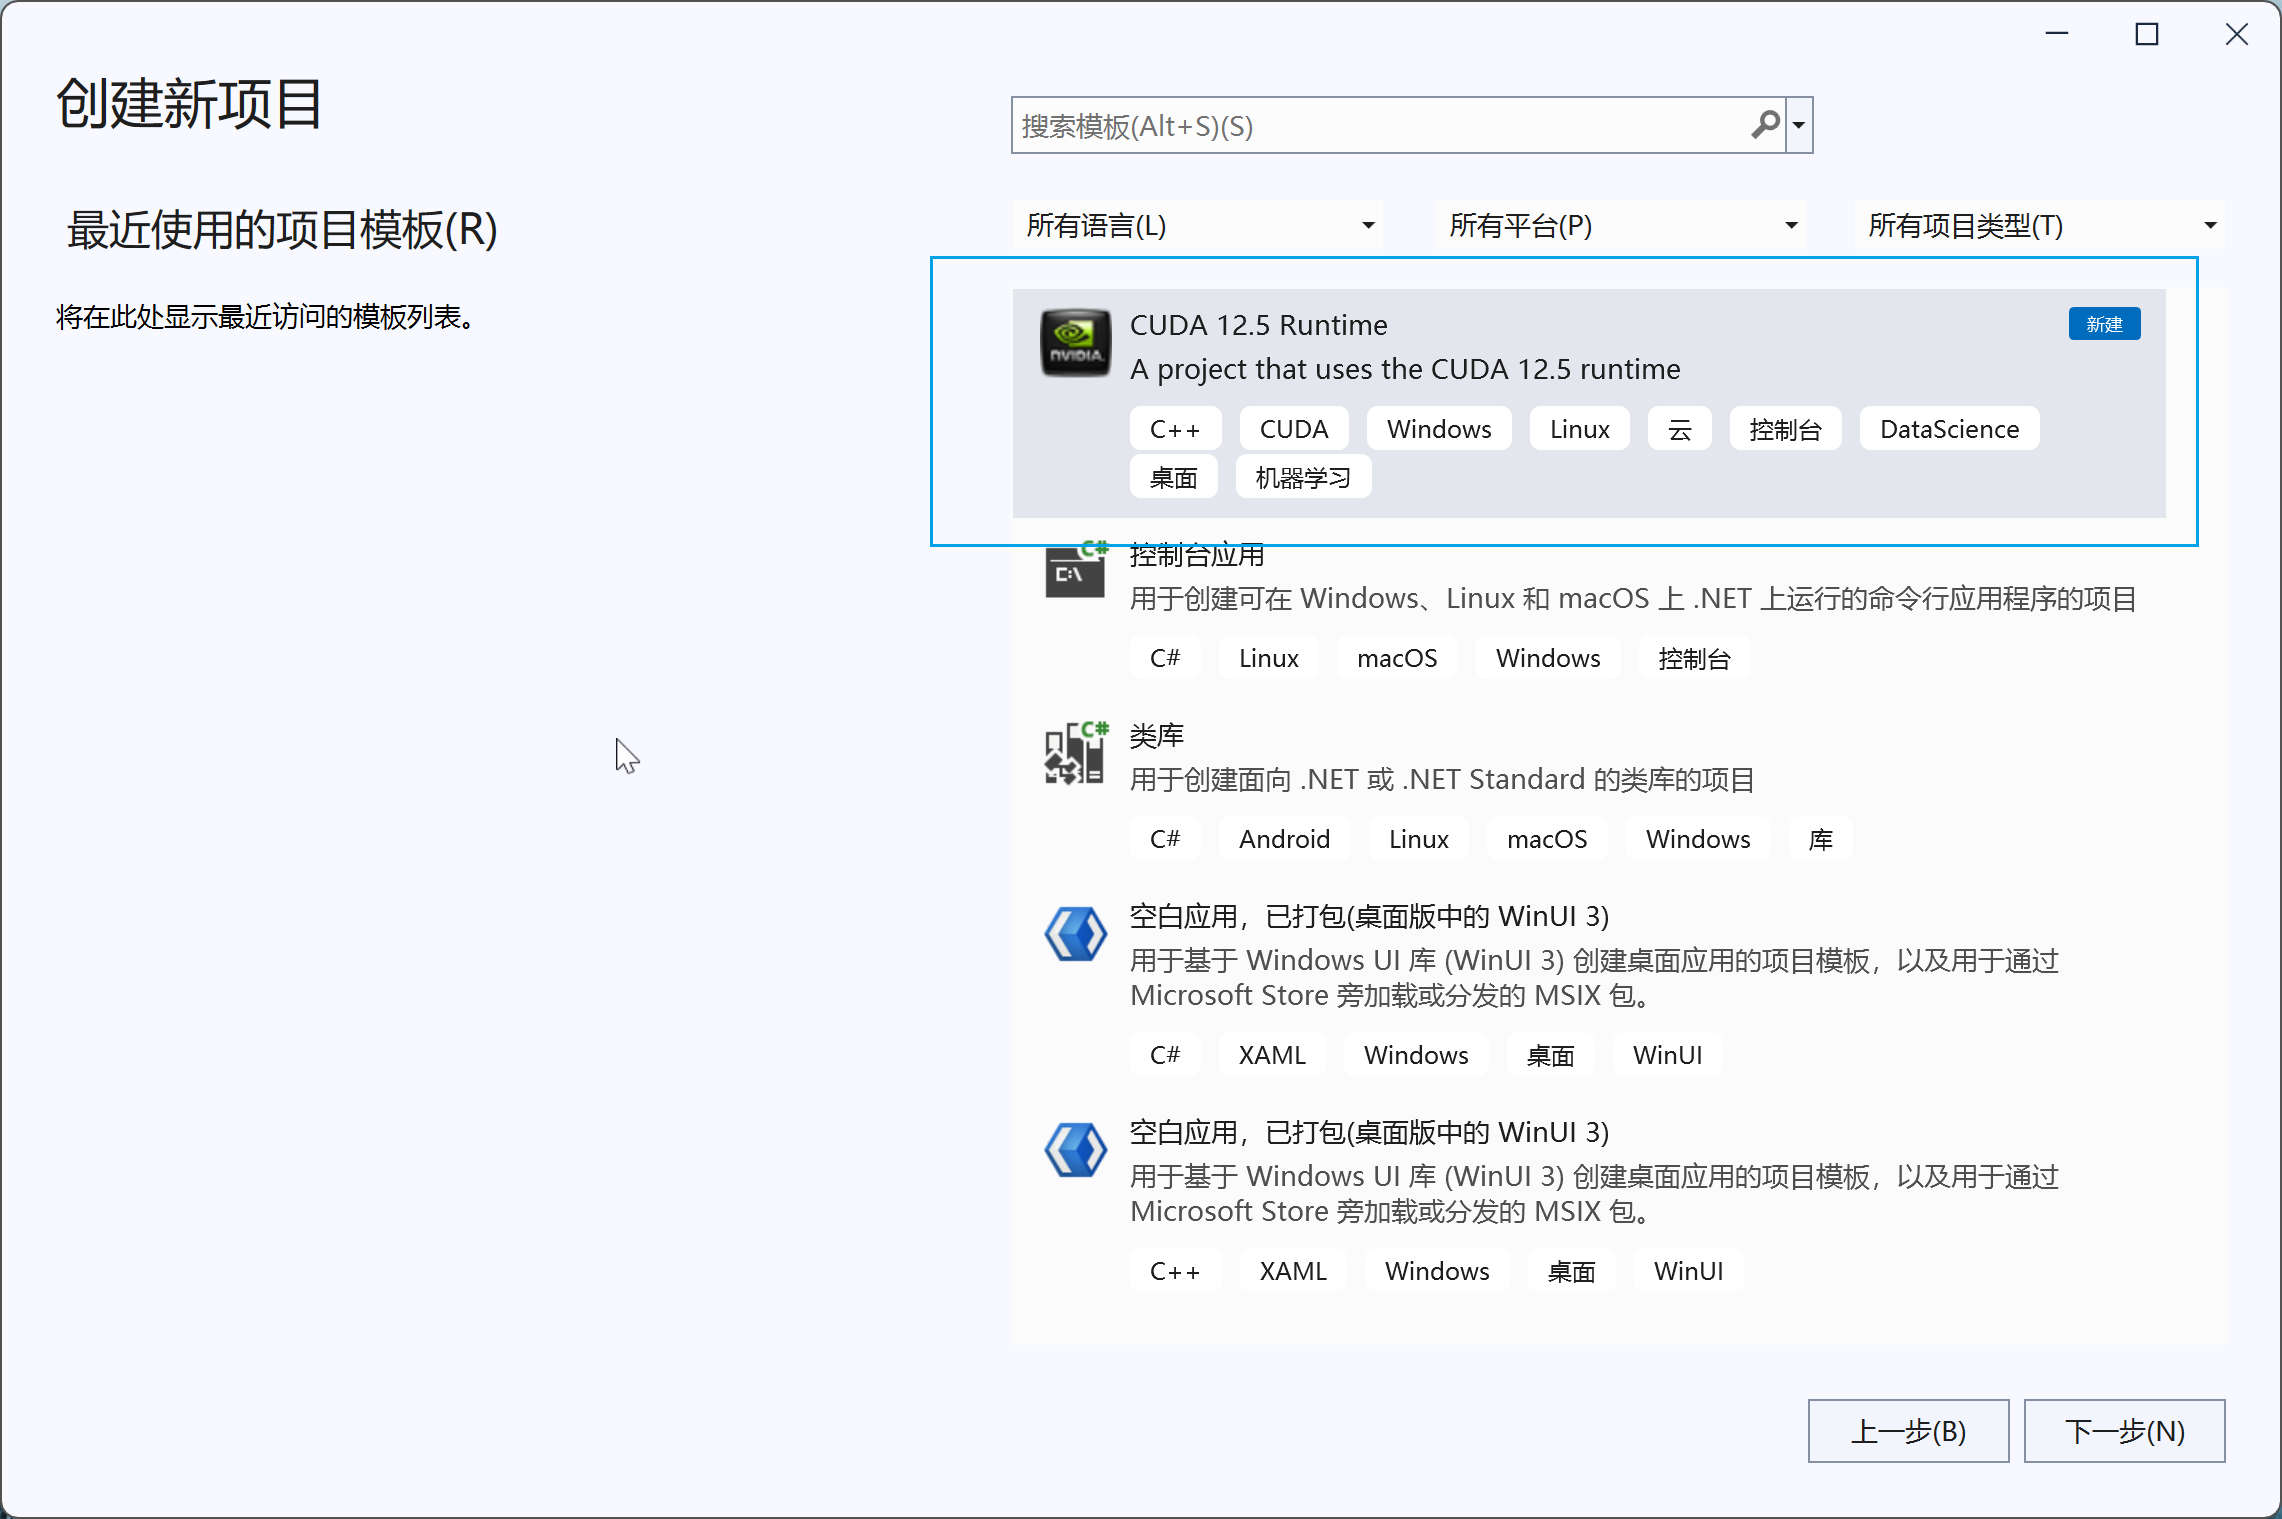 创建新项目
搜索模板(Alt+S)(S)
最近使用的项目模板(R)
将在此处显示最近访问的模板列表。
所有语言(L) 所有平台(P) 所有项目类型(T)
NVIDIA.
CUDA 12.5 Runtime 新建
A project that uses the CUDA 12.5 runtime
C++ CUDA Windows Linux 云 控制台 DataScience
桌面 机器学习
C#
C:\
控制台应用
用于创建可在 Windows、Linux 和 macOS 上 .NET 上运行的命令行应用程序的项目
C# Linux macOS Windows 控制台
C#
类库
用于创建面向 .NET 或 .NET Standard 的类库的项目
C# Android Linux macOS Windows 库
空白应用，已打包(桌面版中的 WinUI 3)
用于基于 Windows UI 库 (WinUI 3) 创建桌面应用的项目模板，以及用于通过
Microsoft Store 旁加载或分发的 MSIX 包。
C# XAML Windows 桌面 WinUI
空白应用，已打包(桌面版中的 WinUI 3)
用于基于 Windows UI 库 (WinUI 3) 创建桌面应用的项目模板，以及用于通过
Microsoft Store 旁加载或分发的 MSIX 包。
C++ XAML Windows 桌面 WinUI
上一步(B) 下一步(N)